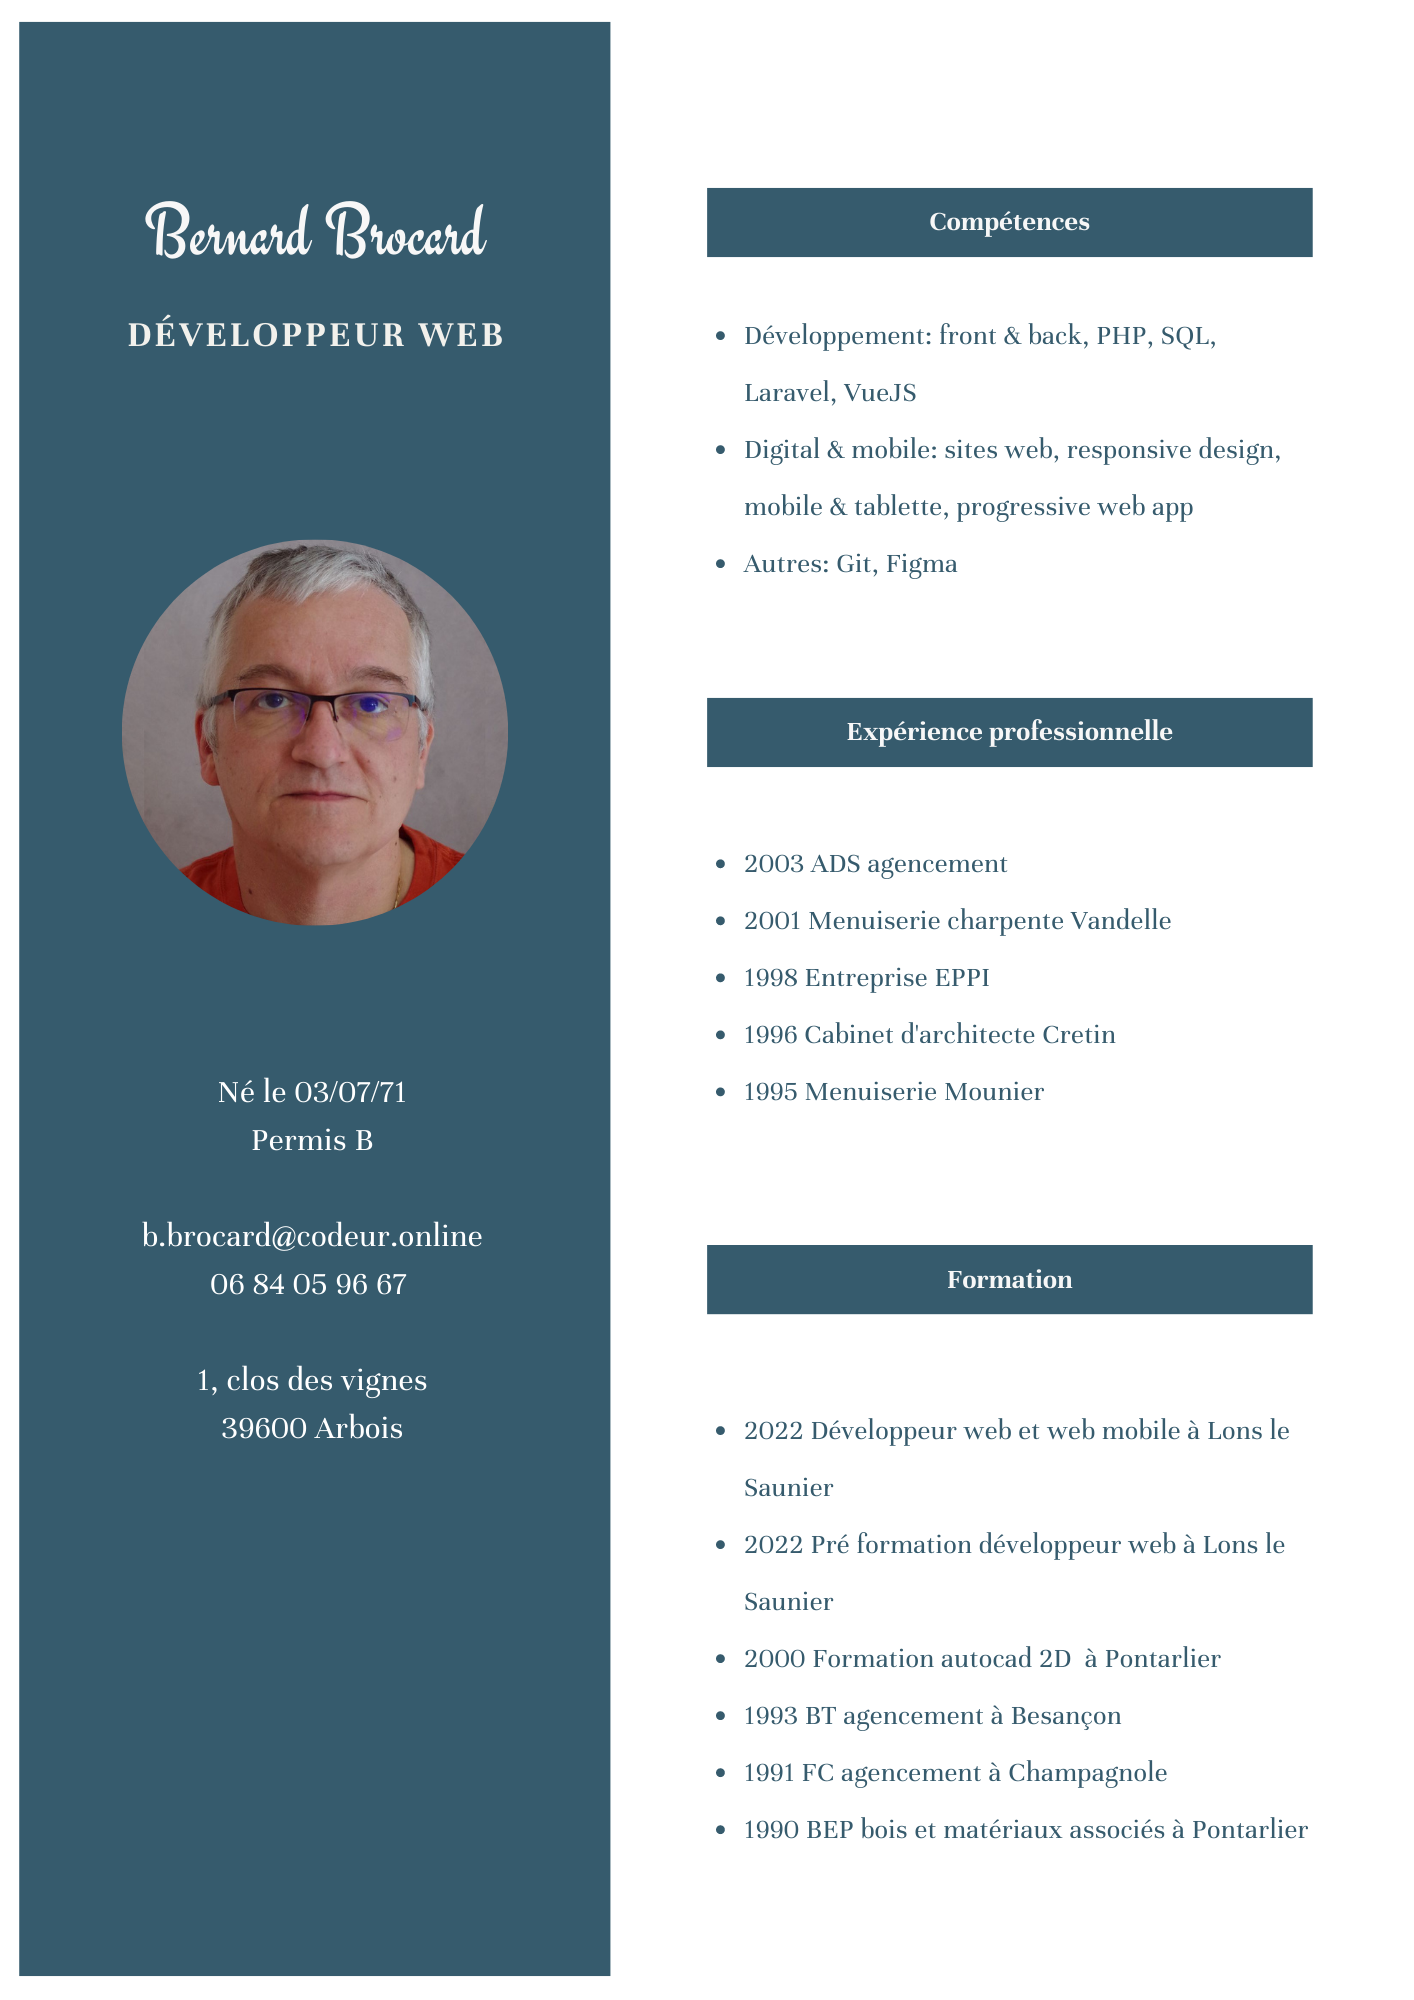 Bernard Brocard
DÉVELOPPEUR WEB
Né le 03/07/71
Permis B
b.brocard@codeur.online
06 84 05 96 67
1, clos des vignes
39600 Arbois
Compétences
• Développement: front & back, PHP, SQL,
Laravel, VueJS
• Digital & mobile: sites web, responsive design,
mobile & tablette, progressive web app
• Autres: Git, Figma
Expérience professionnelle
• 2003 ADS agencement
• 2001 Menuiserie charpente Vandelle
• 1998 Entreprise EPPI
• 1996 Cabinet d'architecte Cretin
• 1995 Menuiserie Mounier
Formation
• 2022 Développeur web et web mobile à Lons le
Saunier
• 2022 Pré formation développeur web à Lons le
Saunier
• 2000 Formation autocad 2D  à Pontarlier
• 1993 BT agencement à Besançon
• 1991 FC agencement à Champagnole
• 1990 BEP bois et matériaux associés à Pontarlier